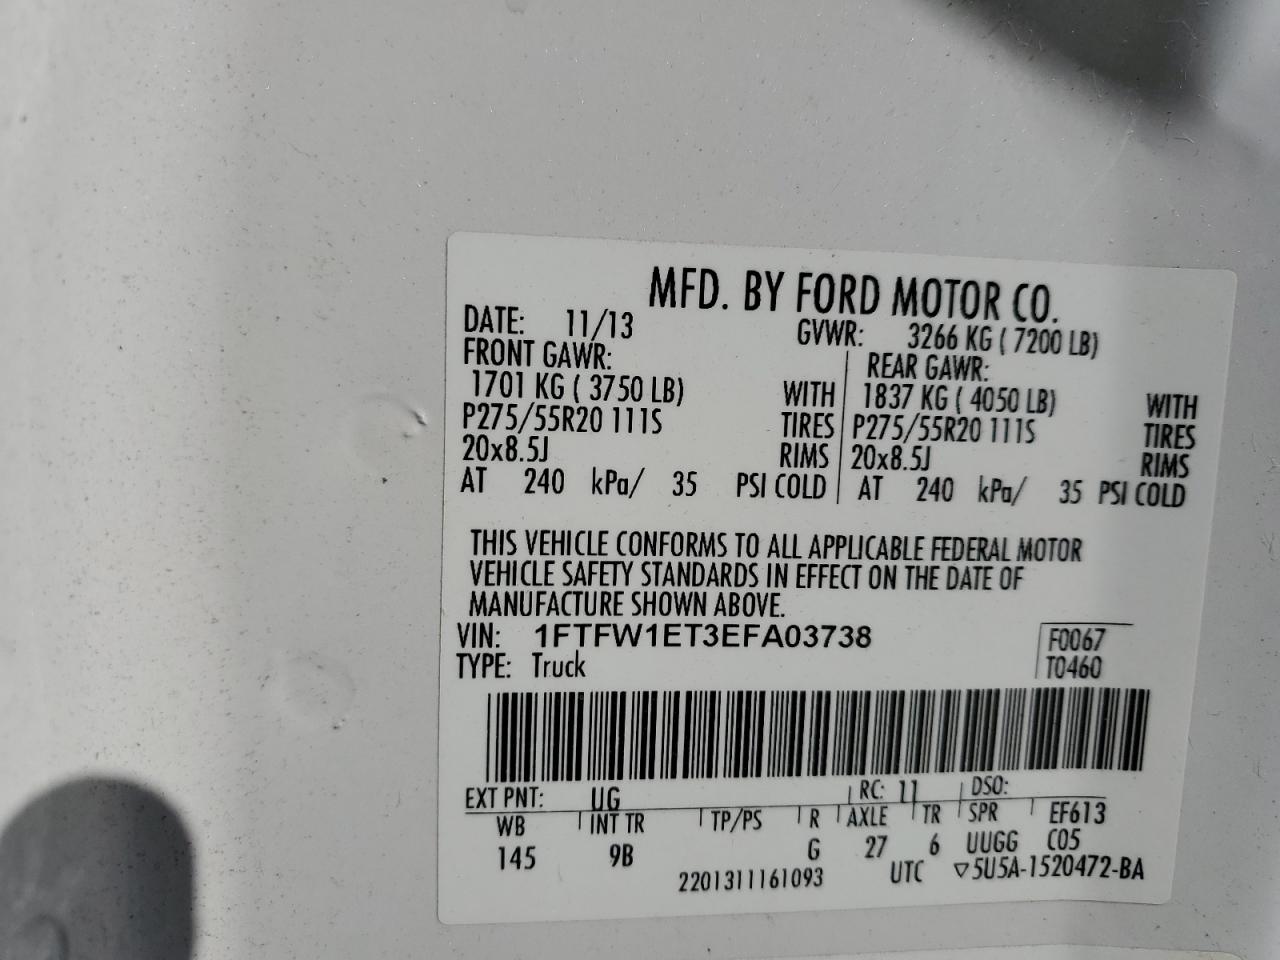 MFD. BY FORD MOTOR CO.
DATE: 11/13 GVWR: 3266 KG ( 7200 LB)
FRONT GAWR: REAR GAWR:
1701 KG ( 3750 LB) WITH 1837 KG ( 4050 LB) WITH
P275/55R20 111S TIRES P275/55R20 111S TIRES
20x8.5J RIMS 20x8.5J RIMS
AT 240 kPa/ 35 PSI COLD AT 240 kPa/ 35 PSI COLD
THIS VEHICLE CONFORMS TO ALL APPLICABLE FEDERAL MOTOR
VEHICLE SAFETY STANDARDS IN EFFECT ON THE DATE OF
MANUFACTURE SHOWN ABOVE.
VIN: 1FTFW1ET3EFA03738 F0067
TYPE: Truck T0460
EXT PNT: UG RC: 11 DSO:
WB INT TR TP/PS R AXLE TR SPR EF613
145 9B G 27 6 UUGG C05
2201311161093 UTC ▽5U5A-1520472-BA